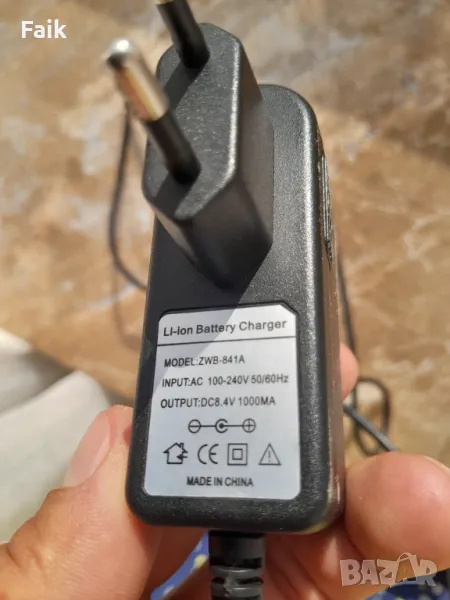 Faik
Li-ion Battery Charger
MODEL:ZWB-841A
INPUT:AC 100-240V 50/60Hz
OUTPUT:DC8.4V 1000MA
CE
MADE IN CHINA
BAZAR